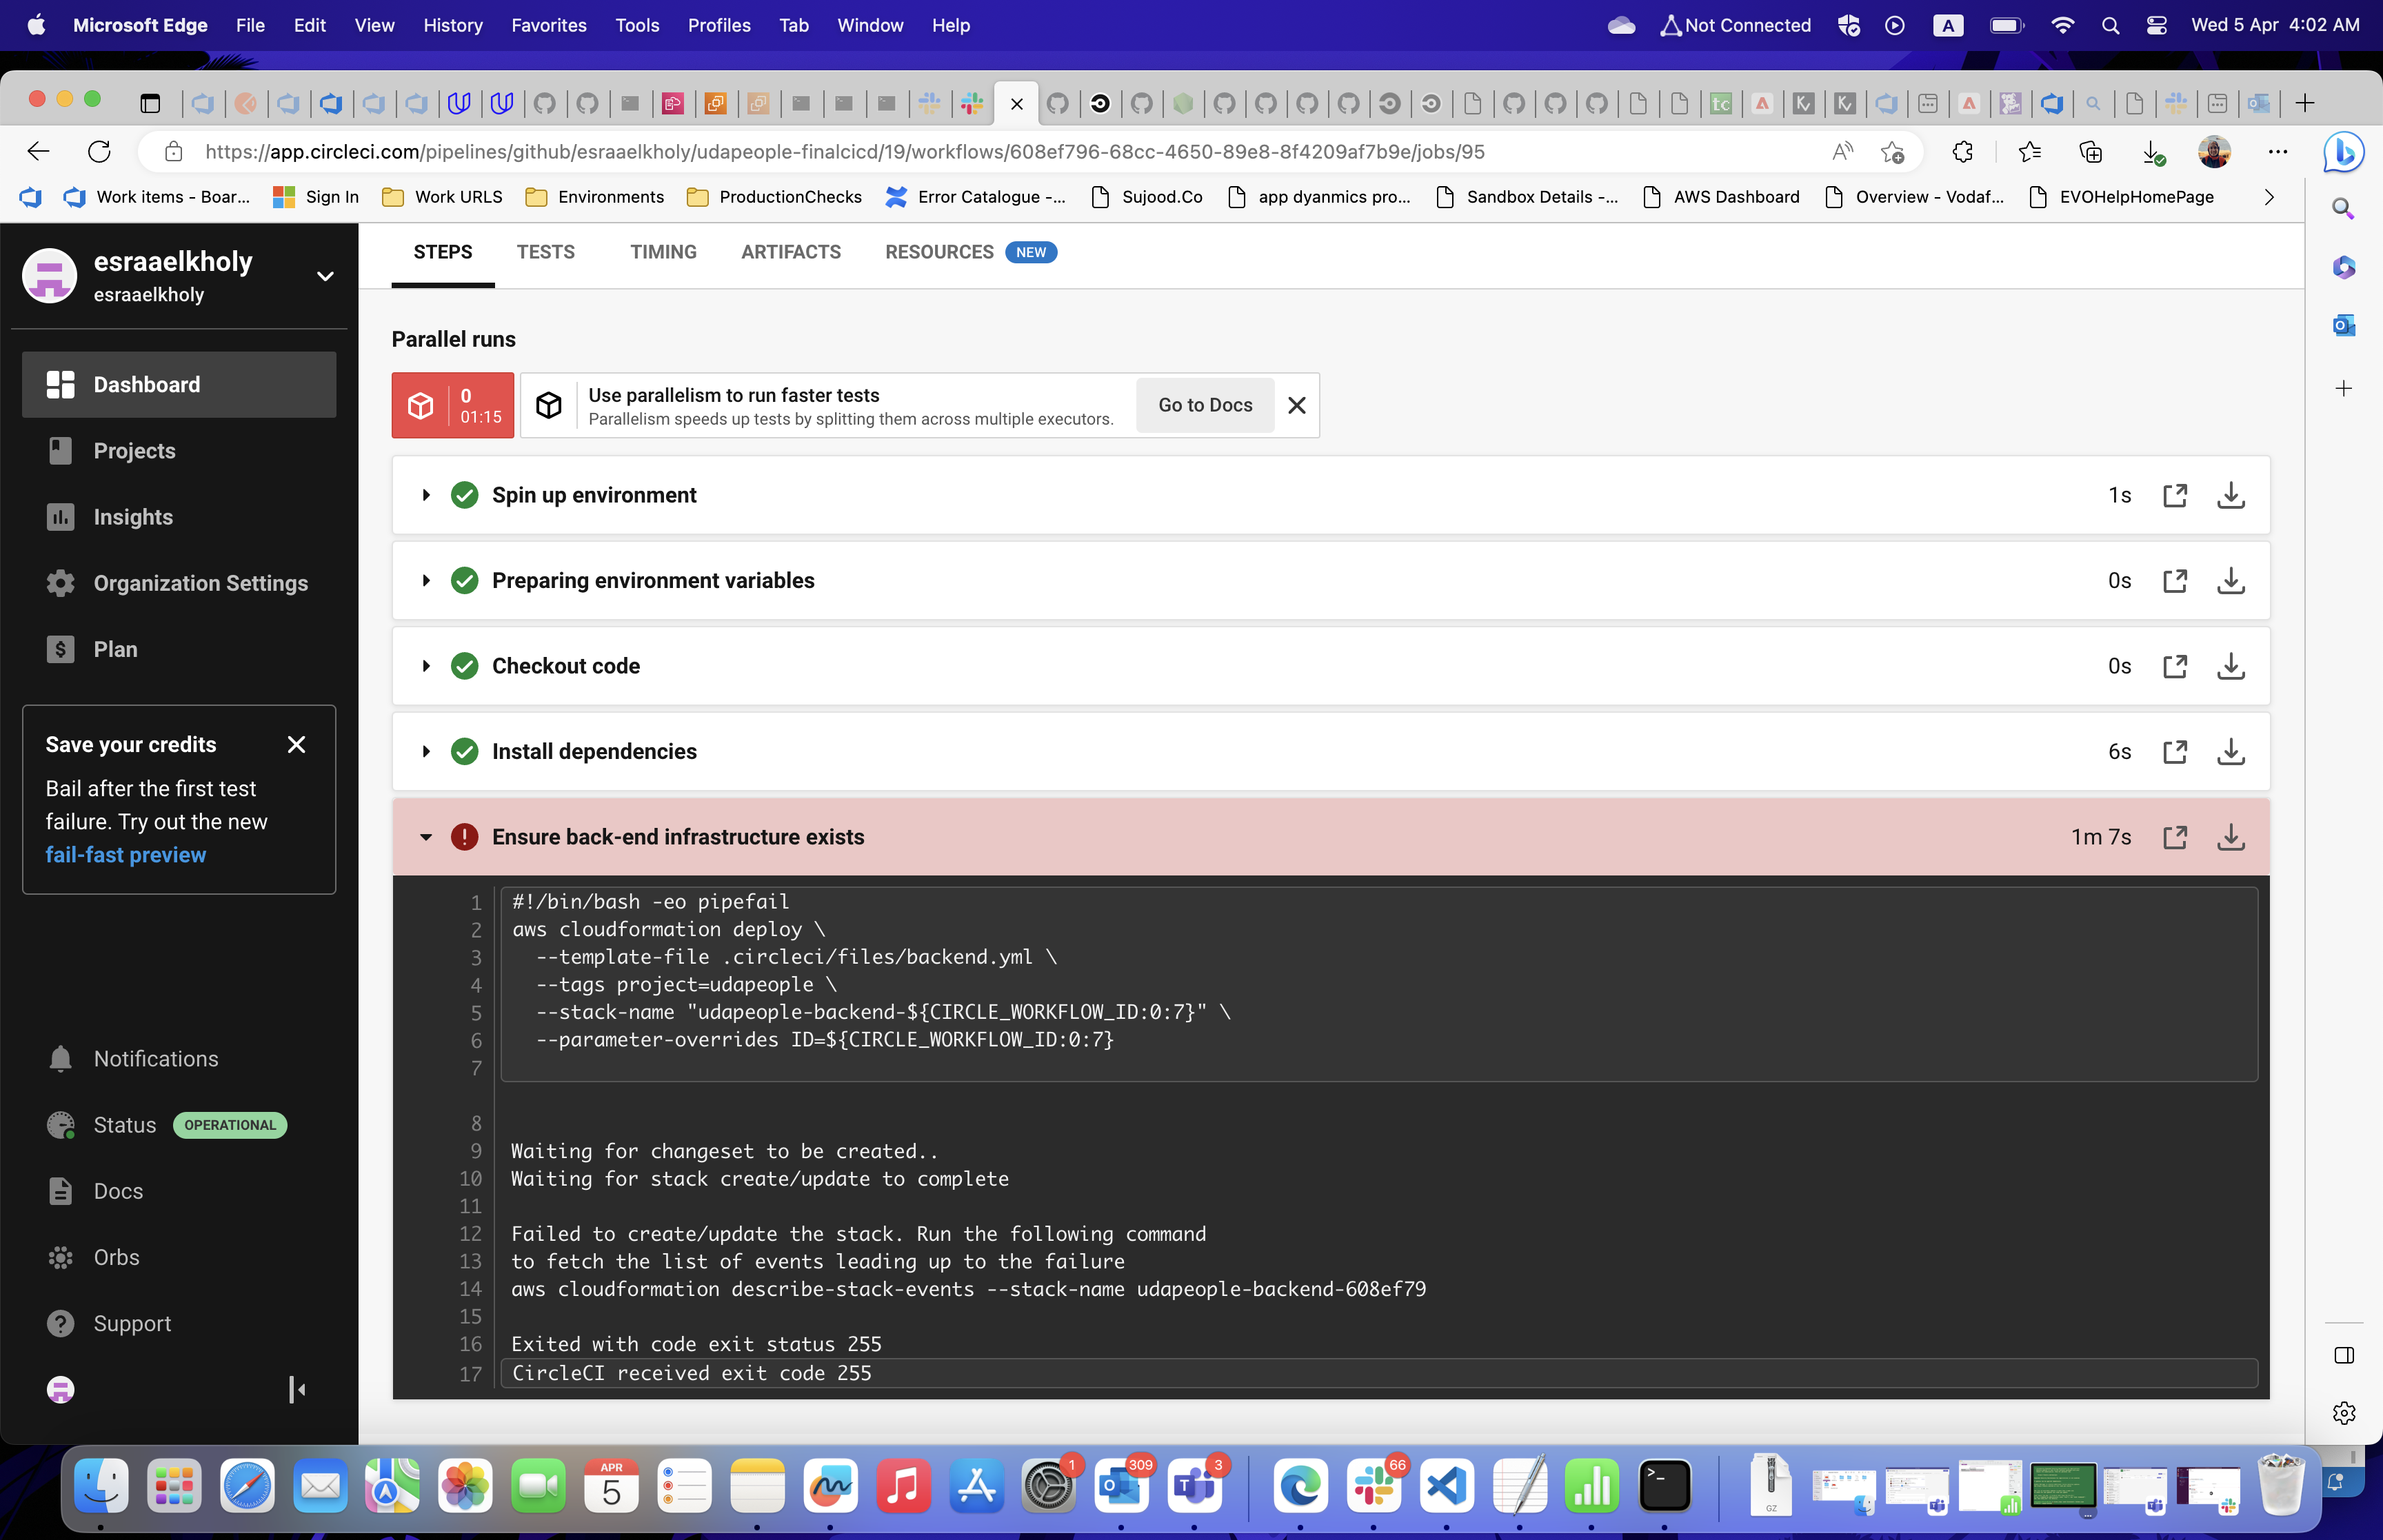 Microsoft Edge File Edit View History Favorites Tools Profiles Tab Window Help
Not Connected A Wed 5 Apr 4:02 AM
https://app.circleci.com/pipelines/github/esraaelkholy/udapeople-finalcicd/19/workflows/608ef796-68cc-4650-89e8-8f4209af7b9e/jobs/95
Work items - Boar... Sign In Work URLS Environments ProductionChecks Error Catalogue -... Sujood.Co app dyanmics pro... Sandbox Details -... AWS Dashboard Overview - Vodaf... EVOHelpHomePage
esraaelkholy
esraaelkholy
Dashboard
Projects
Insights
Organization Settings
Plan
Save your credits
Bail after the first test
failure. Try out the new
fail-fast preview
Notifications
Status OPERATIONAL
Docs
Orbs
Support
STEPS TESTS TIMING ARTIFACTS RESOURCES NEW
Parallel runs
0
01:15
Use parallelism to run faster tests
Parallelism speeds up tests by splitting them across multiple executors.
Go to Docs
Spin up environment 1s
Preparing environment variables 0s
Checkout code 0s
Install dependencies 6s
Ensure back-end infrastructure exists 1m 7s
1 #!/bin/bash -eo pipefail
2 aws cloudformation deploy \
3 --template-file .circleci/files/backend.yml \
4 --tags project=udapeople \
5 --stack-name "udapeople-backend-${CIRCLE_WORKFLOW_ID:0:7}" \
6 --parameter-overrides ID=${CIRCLE_WORKFLOW_ID:0:7}
7
8
9 Waiting for changeset to be created..
10 Waiting for stack create/update to complete
11
12 Failed to create/update the stack. Run the following command
13 to fetch the list of events leading up to the failure
14 aws cloudformation describe-stack-events --stack-name udapeople-backend-608ef79
15
16 Exited with code exit status 255
17 CircleCI received exit code 255
APR
5
1
309
3
66
GZ